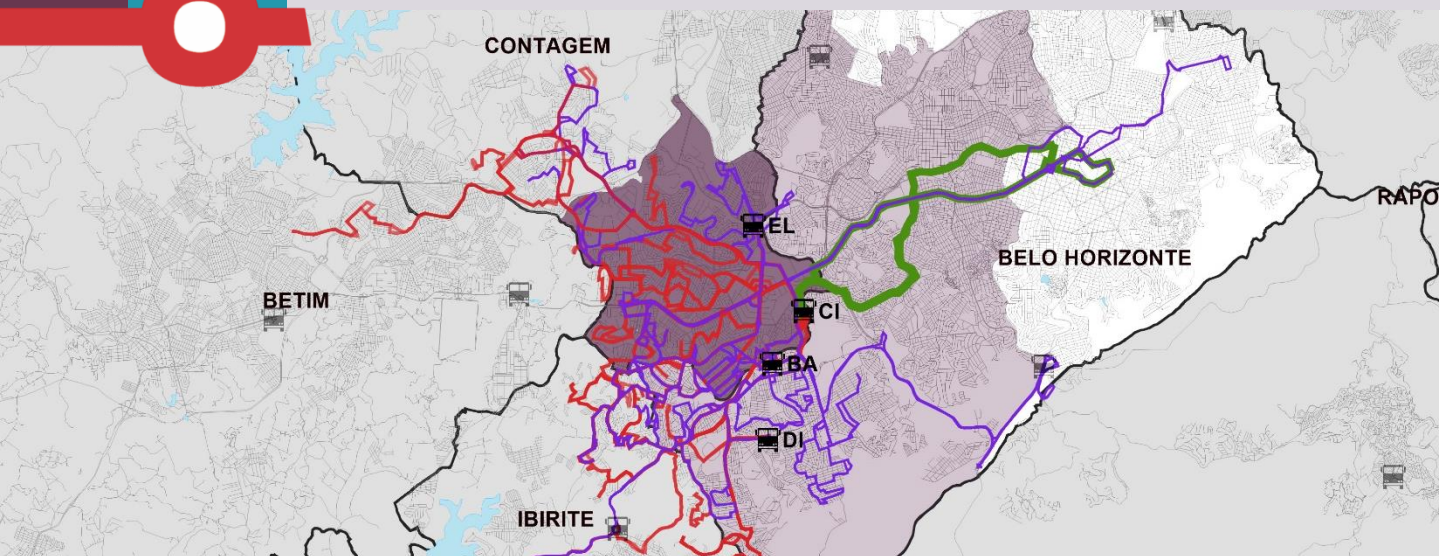 CONTAGEM
RAPO
EL
BELO HORIZONTE
BETIM
CI
BA
DI
IBIRITE